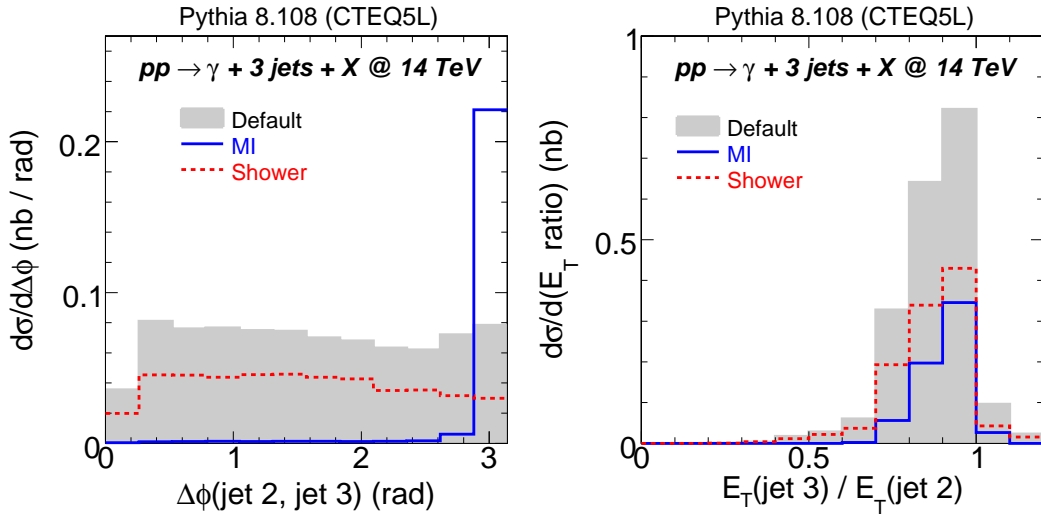 Pythia 8.108 (CTEQ5L)
pp → γ + 3 jets + X @ 14 TeV
Default
MI
Shower
dσ/dΔϕ (nb / rad)
0.2
0.1
0
0 1 2 3
Δϕ(jet 2, jet 3) (rad)
Pythia 8.108 (CTEQ5L)
pp → γ + 3 jets + X @ 14 TeV
Default
MI
Shower
dσ/d(E_T ratio) (nb)
1
0.5
0
0 0.5 1
E_T(jet 3) / E_T(jet 2)